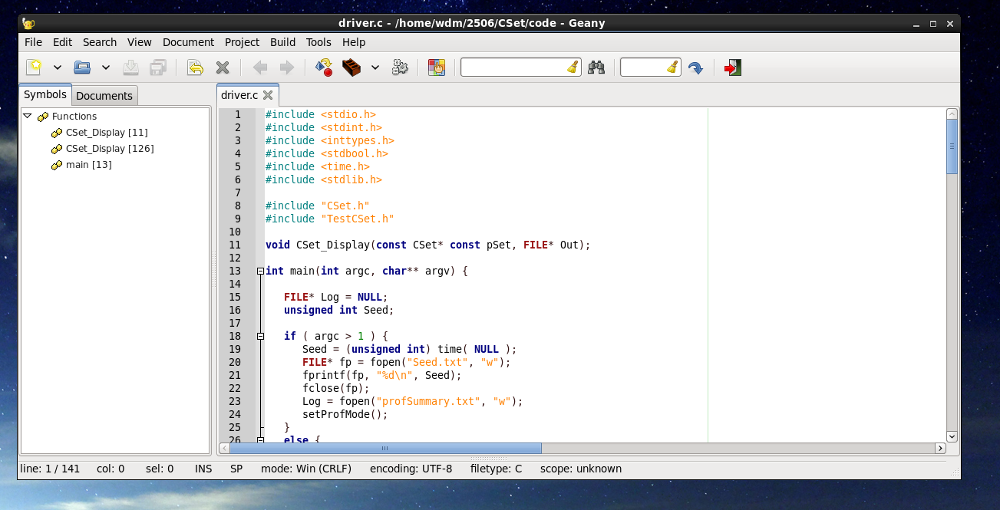 driver.c - /home/wdm/2506/CSet/code - Geany
File Edit Search View Document Project Build Tools Help
Symbols Documents
Functions
CSet_Display [11]
CSet_Display [126]
main [13]
driver.c
1 #include <stdio.h>
2 #include <stdint.h>
3 #include <inttypes.h>
4 #include <stdbool.h>
5 #include <time.h>
6 #include <stdlib.h>
7
8 #include "CSet.h"
9 #include "TestCSet.h"
10
11 void CSet_Display(const CSet* const pSet, FILE* Out);
12
13 int main(int argc, char** argv) {
14
15    FILE* Log = NULL;
16    unsigned int Seed;
17
18    if ( argc > 1 ) {
19       Seed = (unsigned int) time( NULL );
20       FILE* fp = fopen("Seed.txt", "w");
21       fprintf(fp, "%d\n", Seed);
22       fclose(fp);
23       Log = fopen("profSummary.txt", "w");
24       setProfMode();
25    }
26    else {
line: 1 / 141 col: 0 sel: 0 INS SP mode: Win (CRLF) encoding: UTF-8 filetype: C scope: unknown